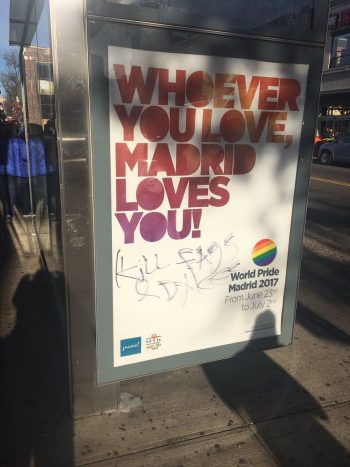 WHOEVER
YOU LOVE,
MADRID
LOVES
YOU!
Kill FAGS
& DyKES
World Pride
Madrid 2017
From June 23rd
to July 2nd